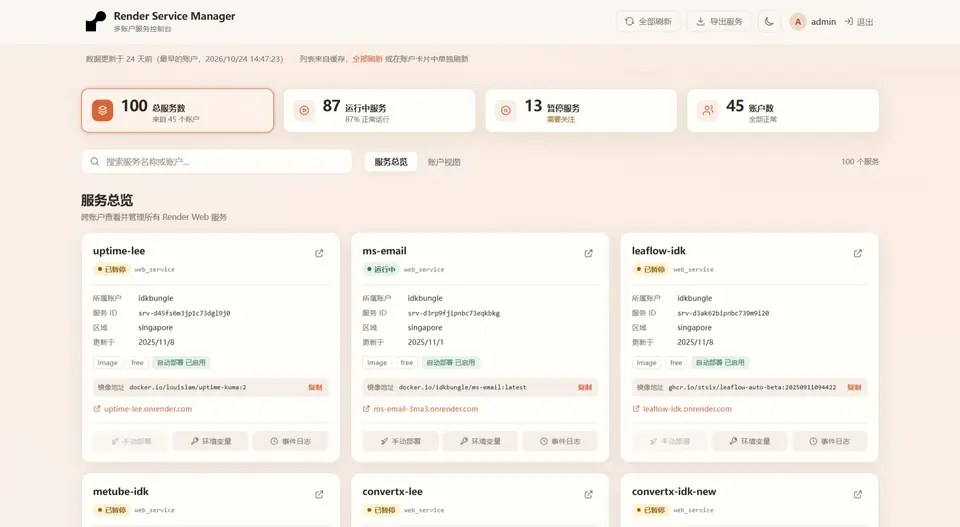 Render Service Manager
多账户服务控制台
全部刷新
导出服务
A
admin
退出
数据更新于 24 天前（最早的账户，2026/10/24 14:47:23） 列表来自缓存，全部刷新 或在账户卡片中单独刷新
100 总服务数
来自 45 个账户
87 运行中服务
87% 正常运行
13 暂停服务
需要关注
45 账户数
全部正常
搜索服务名称或账户...
服务总览
账户视图
100 个服务
服务总览
跨账户查看并管理所有 Render Web 服务
uptime-lee
已暂停 web_service
所属账户 idkbungle
服务 ID srv-d45fs6m3jp1c73dgl9j0
区域 singapore
更新于 2025/11/8
Image free 自动部署 已启用
镜像地址 docker.io/louislam/uptime-kuma:2 复制
uptime-lee.onrender.com
手动部署 环境变量 事件日志
ms-email
运行中 web_service
所属账户 idkbungle
服务 ID srv-d3rp9fjipnbc73eqkbkg
区域 singapore
更新于 2025/11/1
Image free 自动部署 已启用
镜像地址 docker.io/idkbungle/ms-email:latest 复制
ms-email-3ma3.onrender.com
手动部署 环境变量 事件日志
leaflow-idk
已暂停 web_service
所属账户 idkbungle
服务 ID srv-d3ak62bipnbc739m9i20
区域 singapore
更新于 2025/11/8
Image free 自动部署 已启用
镜像地址 ghcr.io/stsix/leaflow-auto-beta:20250911094422 复制
leaflow-idk.onrender.com
手动部署 环境变量 事件日志
metube-idk
已暂停 web_service
convertx-lee
已暂停 web_service
convertx-idk-new
已暂停 web_service